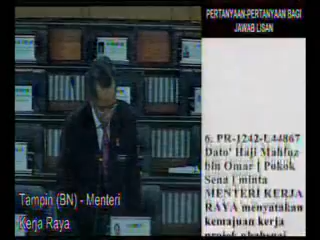 PERTANYAAN-PERTANYAAN BAGI
JAWAB LISAN
6. PR-1242-L44867
Dato' Haji Mahfuz
bin Omar [ Pokok
Sena ] minta
MENTERI KERJA
RAYA menyatakan
kemajuan kerja
Tampin (BN) - Menteri
Kerja Raya